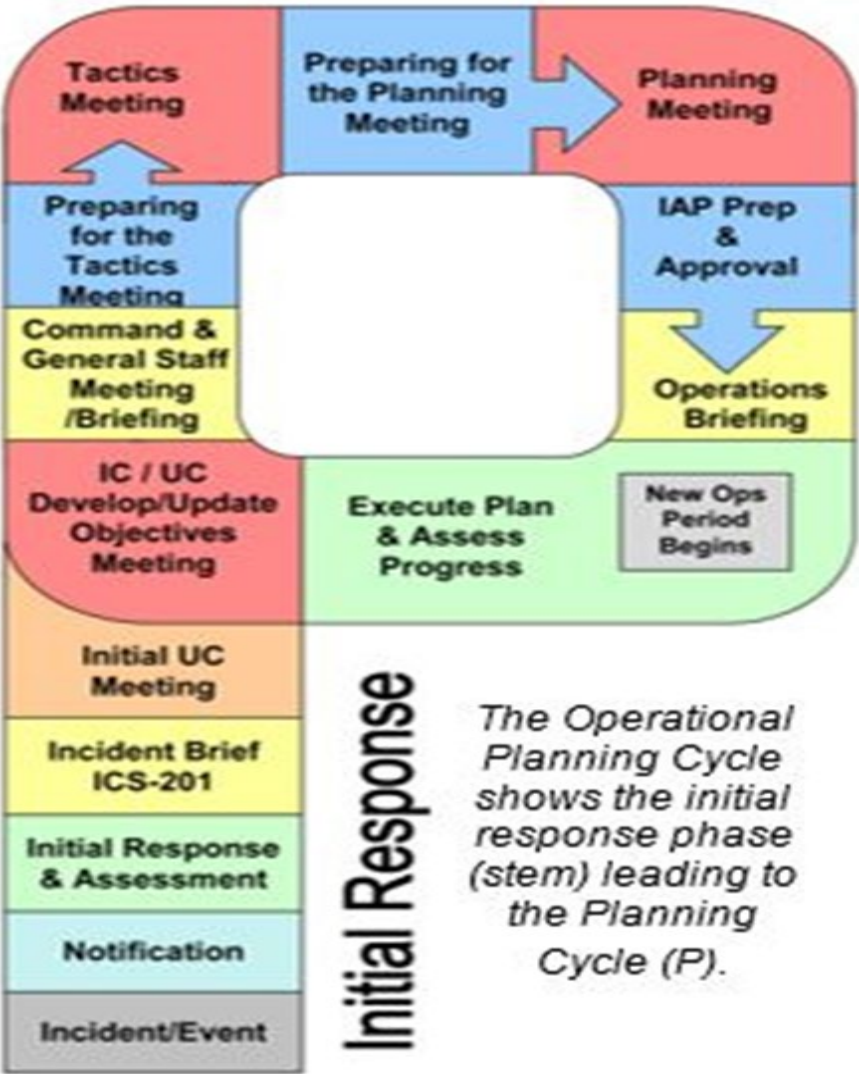 Tactics
Meeting
Preparing for
the Planning
Meeting
Planning
Meeting
Preparing
for the
Tactics
Meeting
IAP Prep
&
Approval
Command &
General Staff
Meeting
/Briefing
Operations
Briefing
IC / UC
Develop/Update
Objectives
Meeting
Execute Plan
& Assess
Progress
New Ops
Period
Begins
Initial UC
Meeting
Incident Brief
ICS-201
Initial Response
& Assessment
Notification
Incident/Event
Initial Response
The Operational
Planning Cycle
shows the initial
response phase
(stem) leading to
the Planning
Cycle (P).